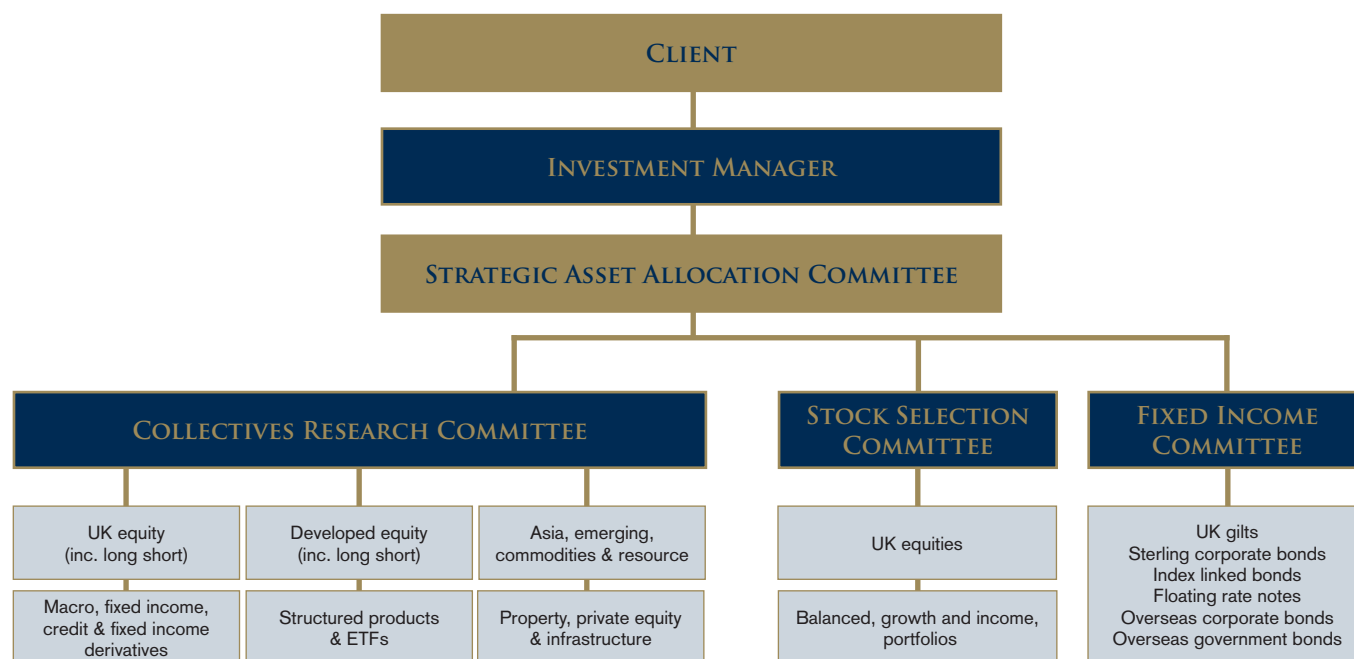 CLIENT
INVESTMENT MANAGER
STRATEGIC ASSET ALLOCATION COMMITTEE
COLLECTIVES RESEARCH COMMITTEE
STOCK SELECTION
COMMITTEE
FIXED INCOME
COMMITTEE
UK equity
(inc. long short)
Developed equity
(inc. long short)
Asia, emerging,
commodities & resource
UK equities
UK gilts
Sterling corporate bonds
Index linked bonds
Floating rate notes
Overseas corporate bonds
Overseas government bonds
Macro, fixed income,
credit & fixed income
derivatives
Structured products
& ETFs
Property, private equity
& infrastructure
Balanced, growth and income,
portfolios